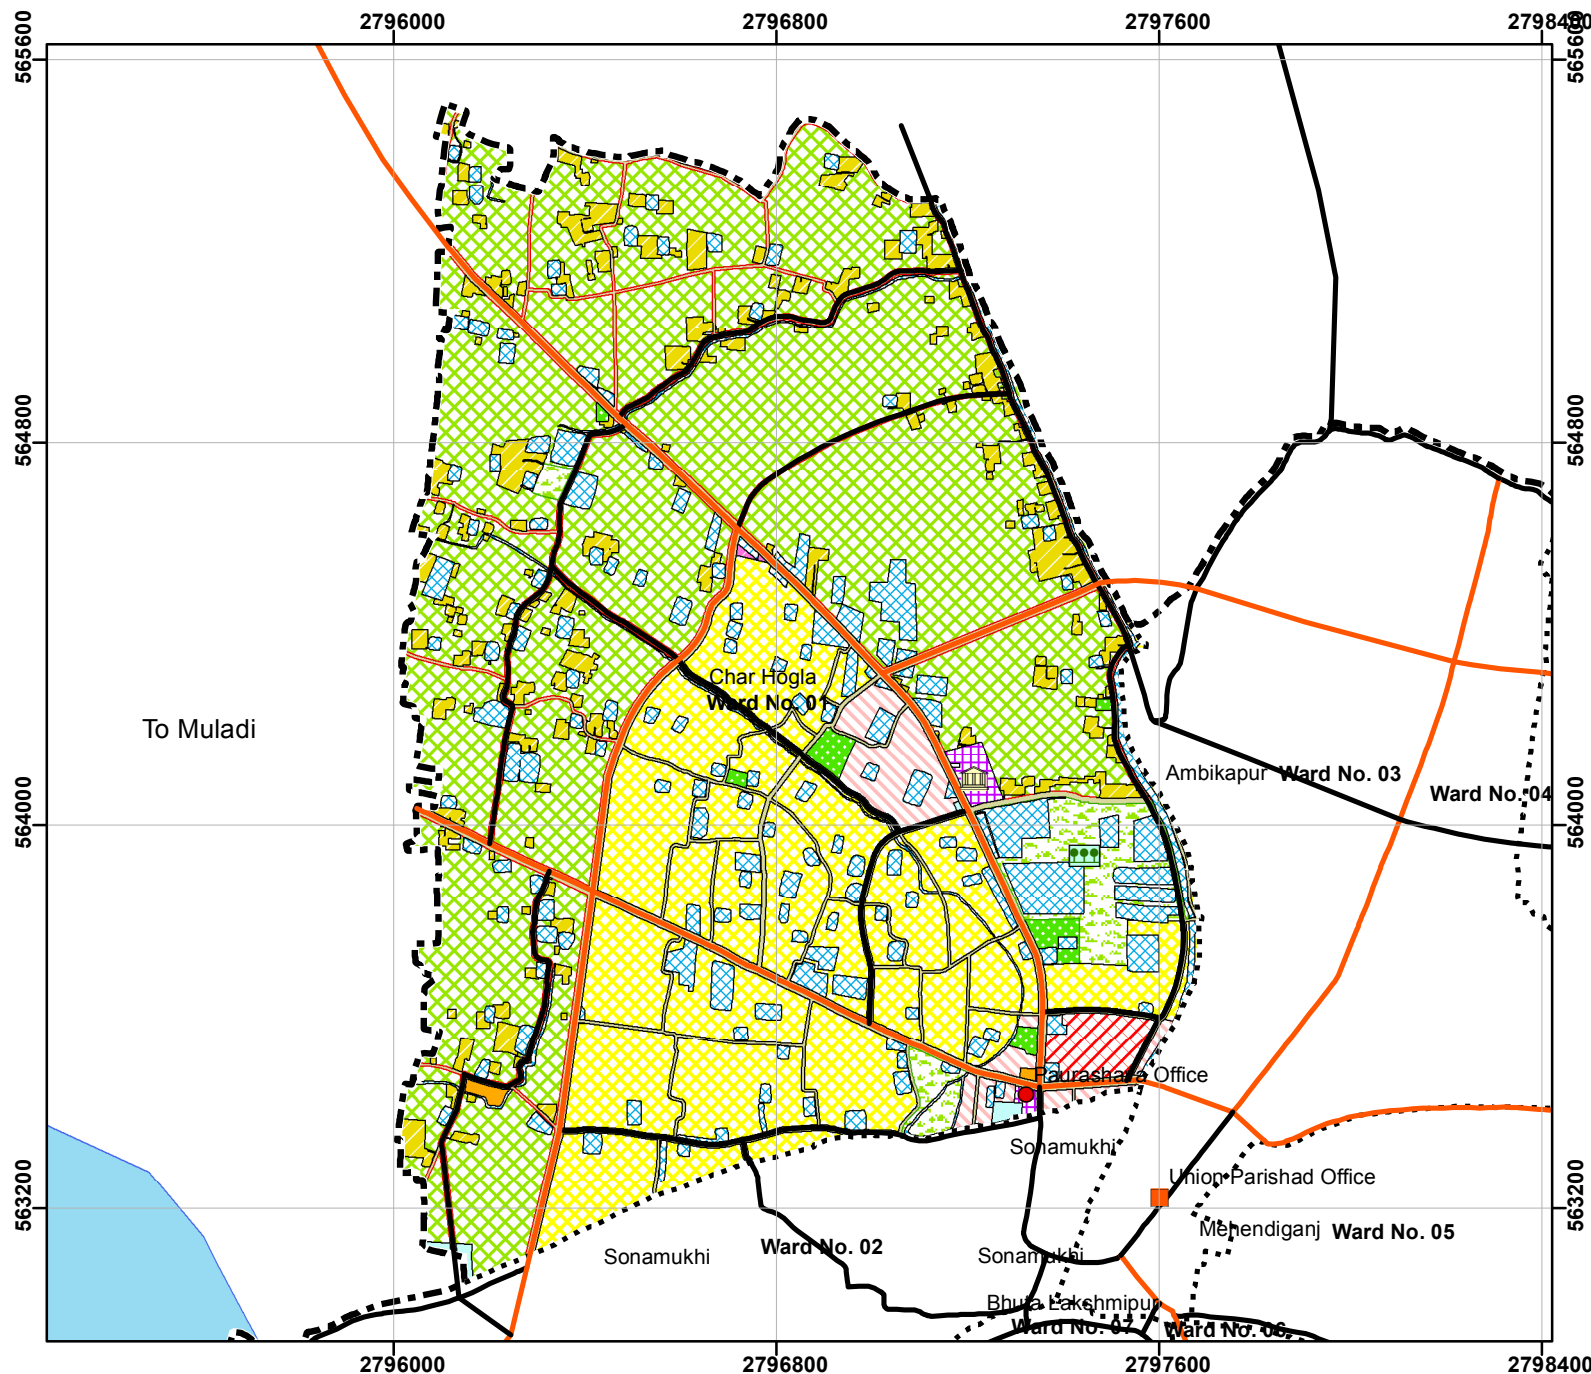 2796000
2796800
2797600
2798400
565600
565600
564800
564800
Char Hogla
Ward No. 01
To Muladi
Ambikapur
Ward No. 03
Ward No. 04
564000
564000
Paurashava Office
Sonamukhi
Union Parishad Office
563200
563200
Mehendiganj
Ward No. 05
Ward No. 02
Sonamukhi
Sonamukhi
Bhuta Lakshmipur
Ward No. 07
Ward No. 06
2796000
2796800
2797600
2798400